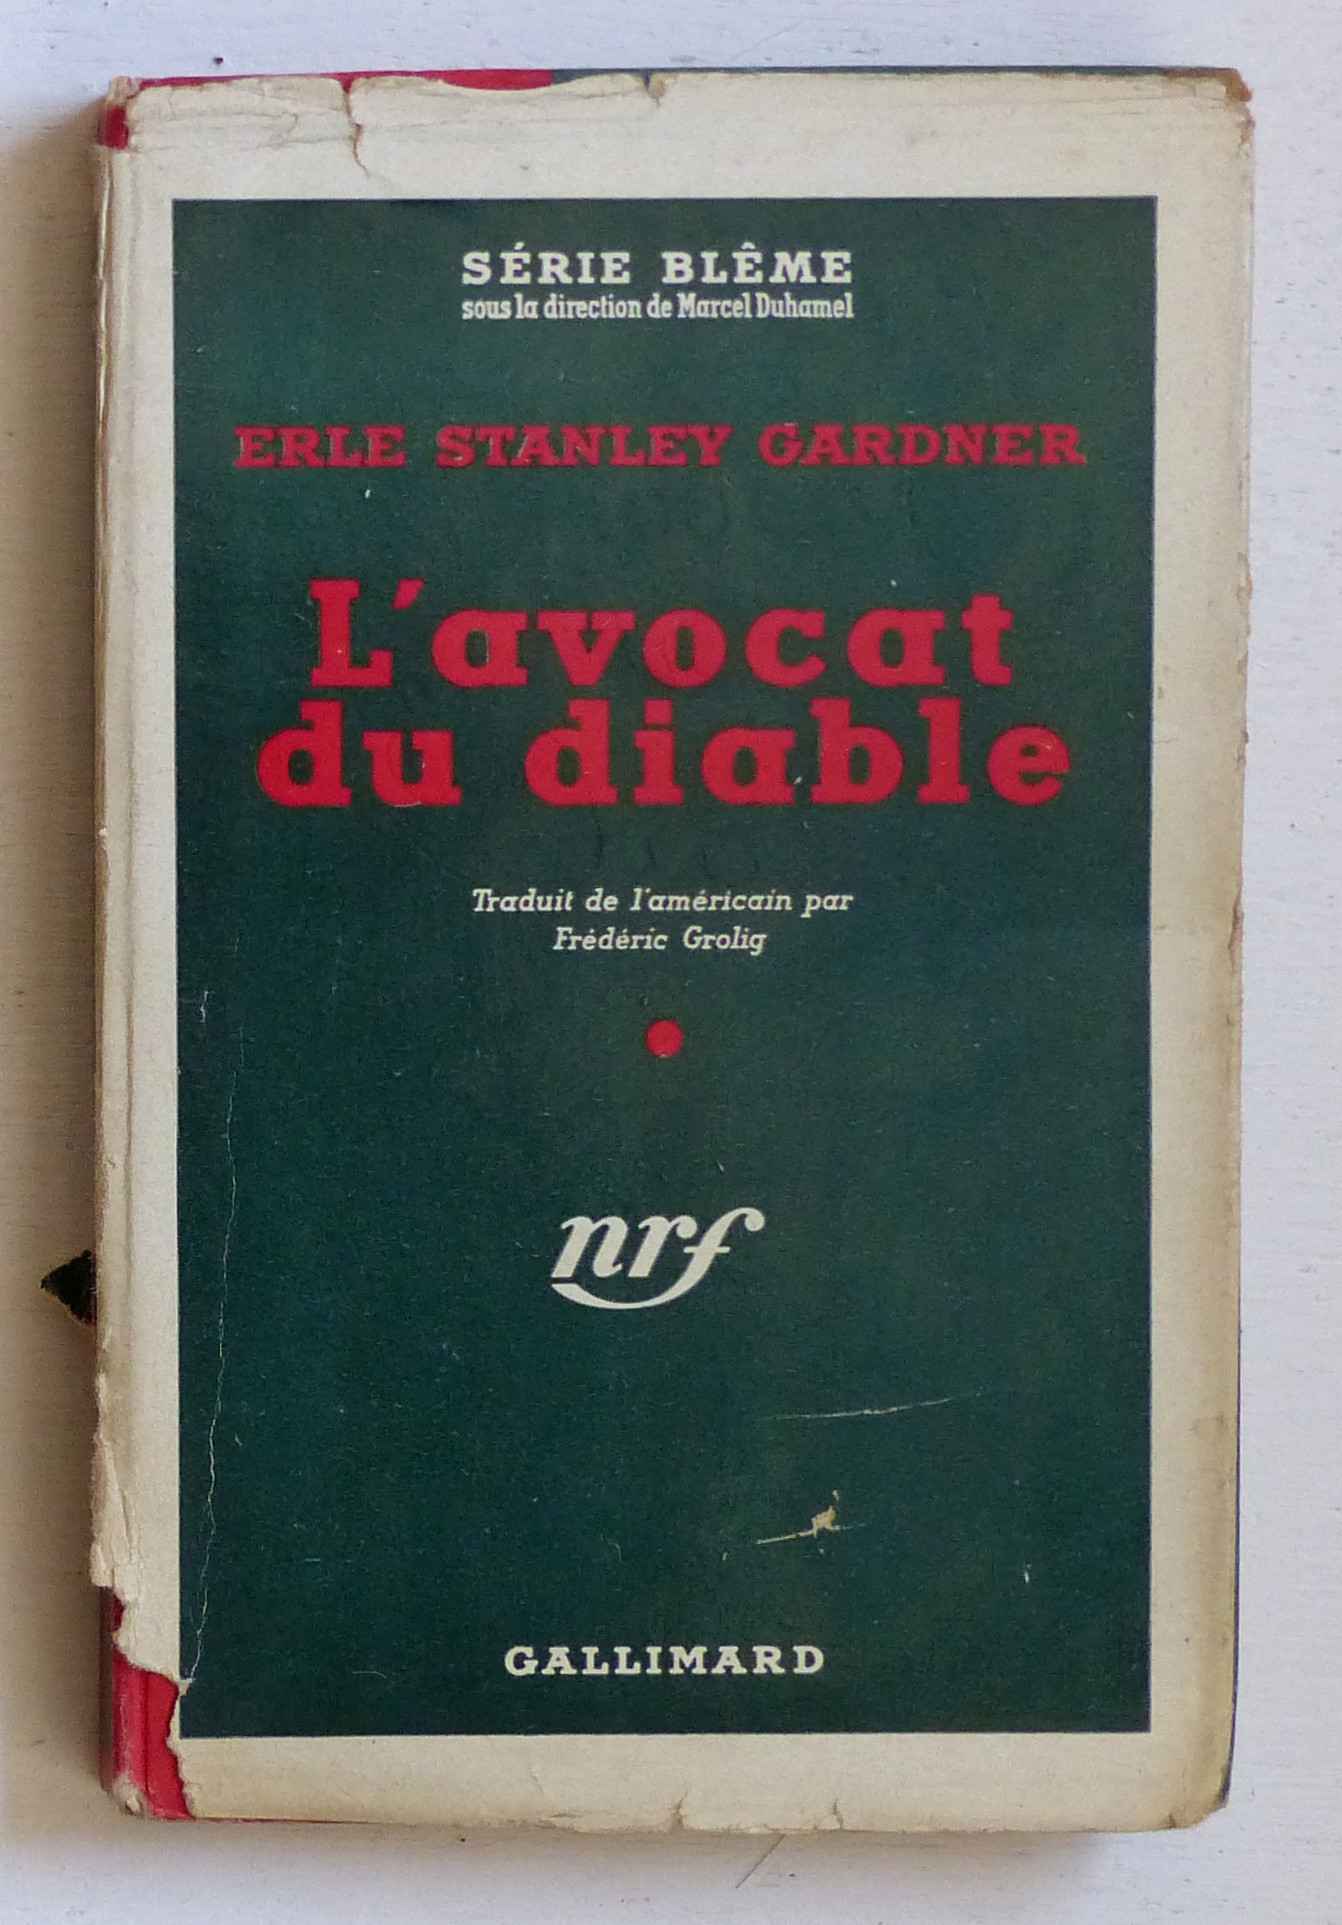 SÉRIE BLÊME
sous la direction de Marcel Duhamel
ERLE STANLEY GARDNER
L'avocat
du diable
Traduit de l'américain par
Frédéric Grolig
nrf
GALLIMARD